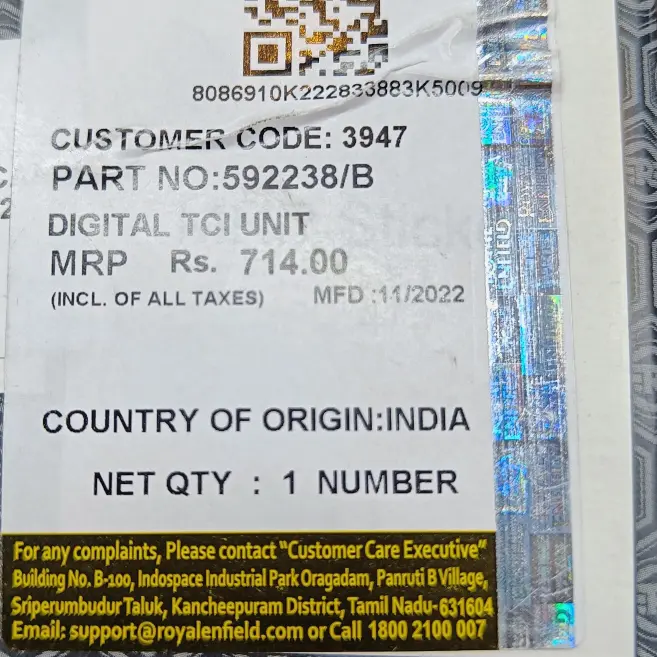 8086910K222833883K5009
CUSTOMER CODE: 3947
PART NO:592238/B
DIGITAL TCI UNIT
MRP Rs. 714.00
(INCL. OF ALL TAXES) MFD :11/2022
COUNTRY OF ORIGIN:INDIA
NET QTY : 1 NUMBER
For any complaints, Please contact "Customer Care Executive"
Building No. B-100, Indospace Industrial Park Oragadam, Panruti B Village,
Sriperumbudur Taluk, Kancheepuram District, Tamil Nadu-631604
Email: support@royalenfield.com or Call 1800 2100 007